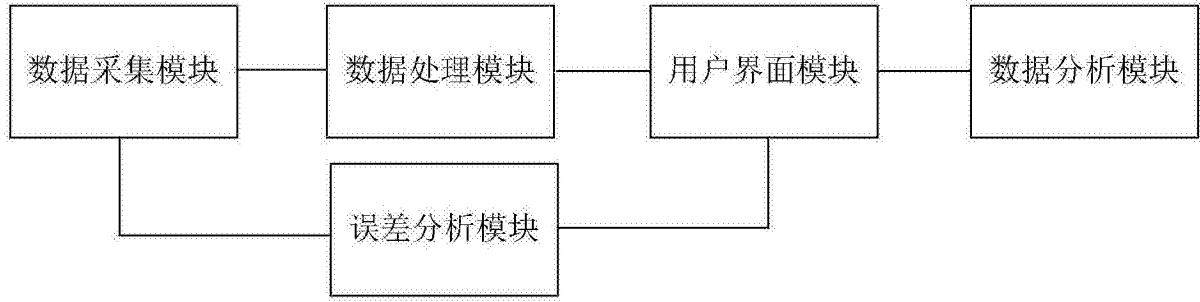 数据采集模块
数据处理模块
用户界面模块
数据分析模块
误差分析模块